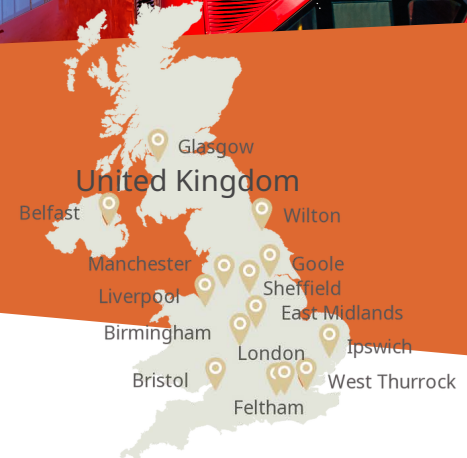 Glasgow
United Kingdom
Belfast
Wilton
Manchester
Goole
Sheffield
Liverpool
East Midlands
Birmingham
Ipswich
London
Bristol
West Thurrock
Feltham